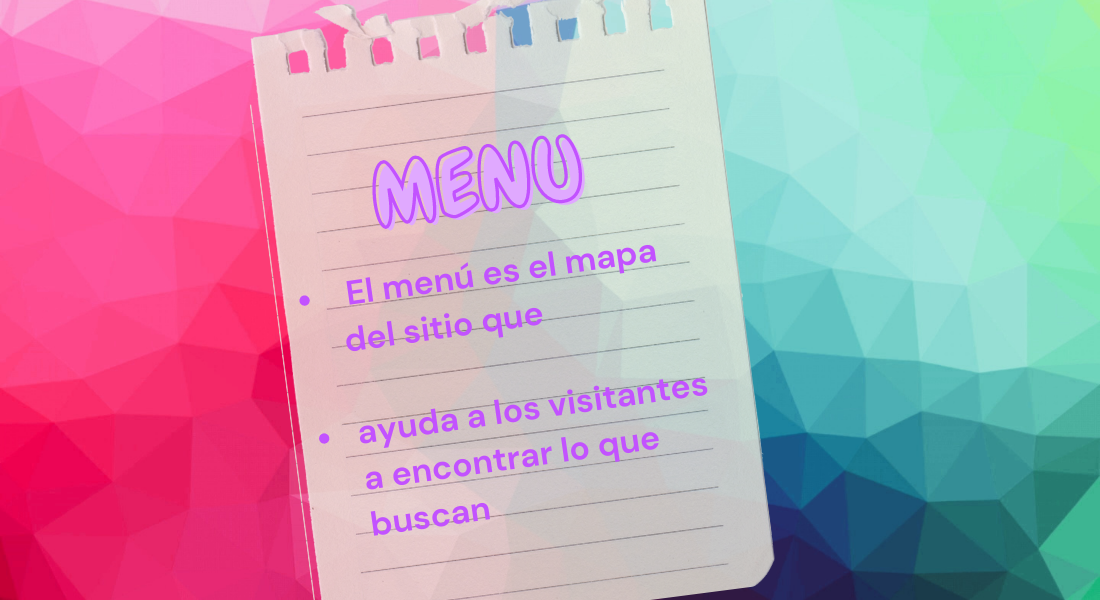 MENU
• El menú es el mapa
del sitio que
• ayuda a los visitantes
a encontrar lo que
buscan